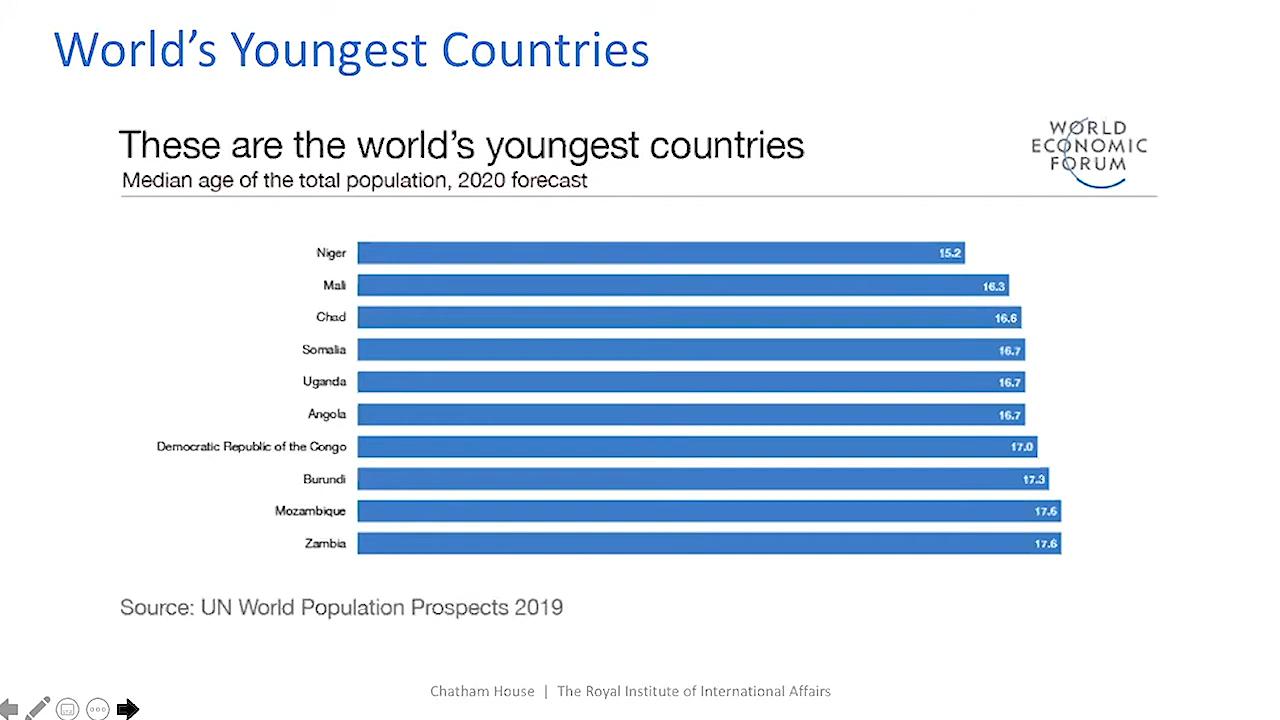 World's Youngest Countries
These are the world's youngest countries
Median age of the total population, 2020 forecast
WORLD
ECONOMIC
FORUM
Niger 15.2
Mali 16.3
Chad 16.6
Somalia 16.7
Uganda 16.7
Angola 16.7
Democratic Republic of the Congo 17.0
Burundi 17.3
Mozambique 17.6
Zambia 17.6
Source: UN World Population Prospects 2019
Chatham House | The Royal Institute of International Affairs